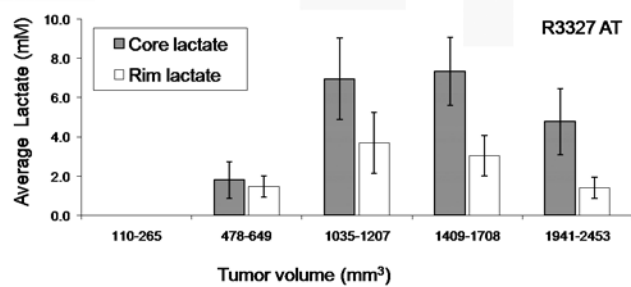 R3327 AT
Average Lactate (mM)
10.0
8.0
6.0
4.0
2.0
0.0
Core lactate
Rim lactate
110-265 478-649 1035-1207 1409-1708 1941-2453
Tumor volume (mm³)